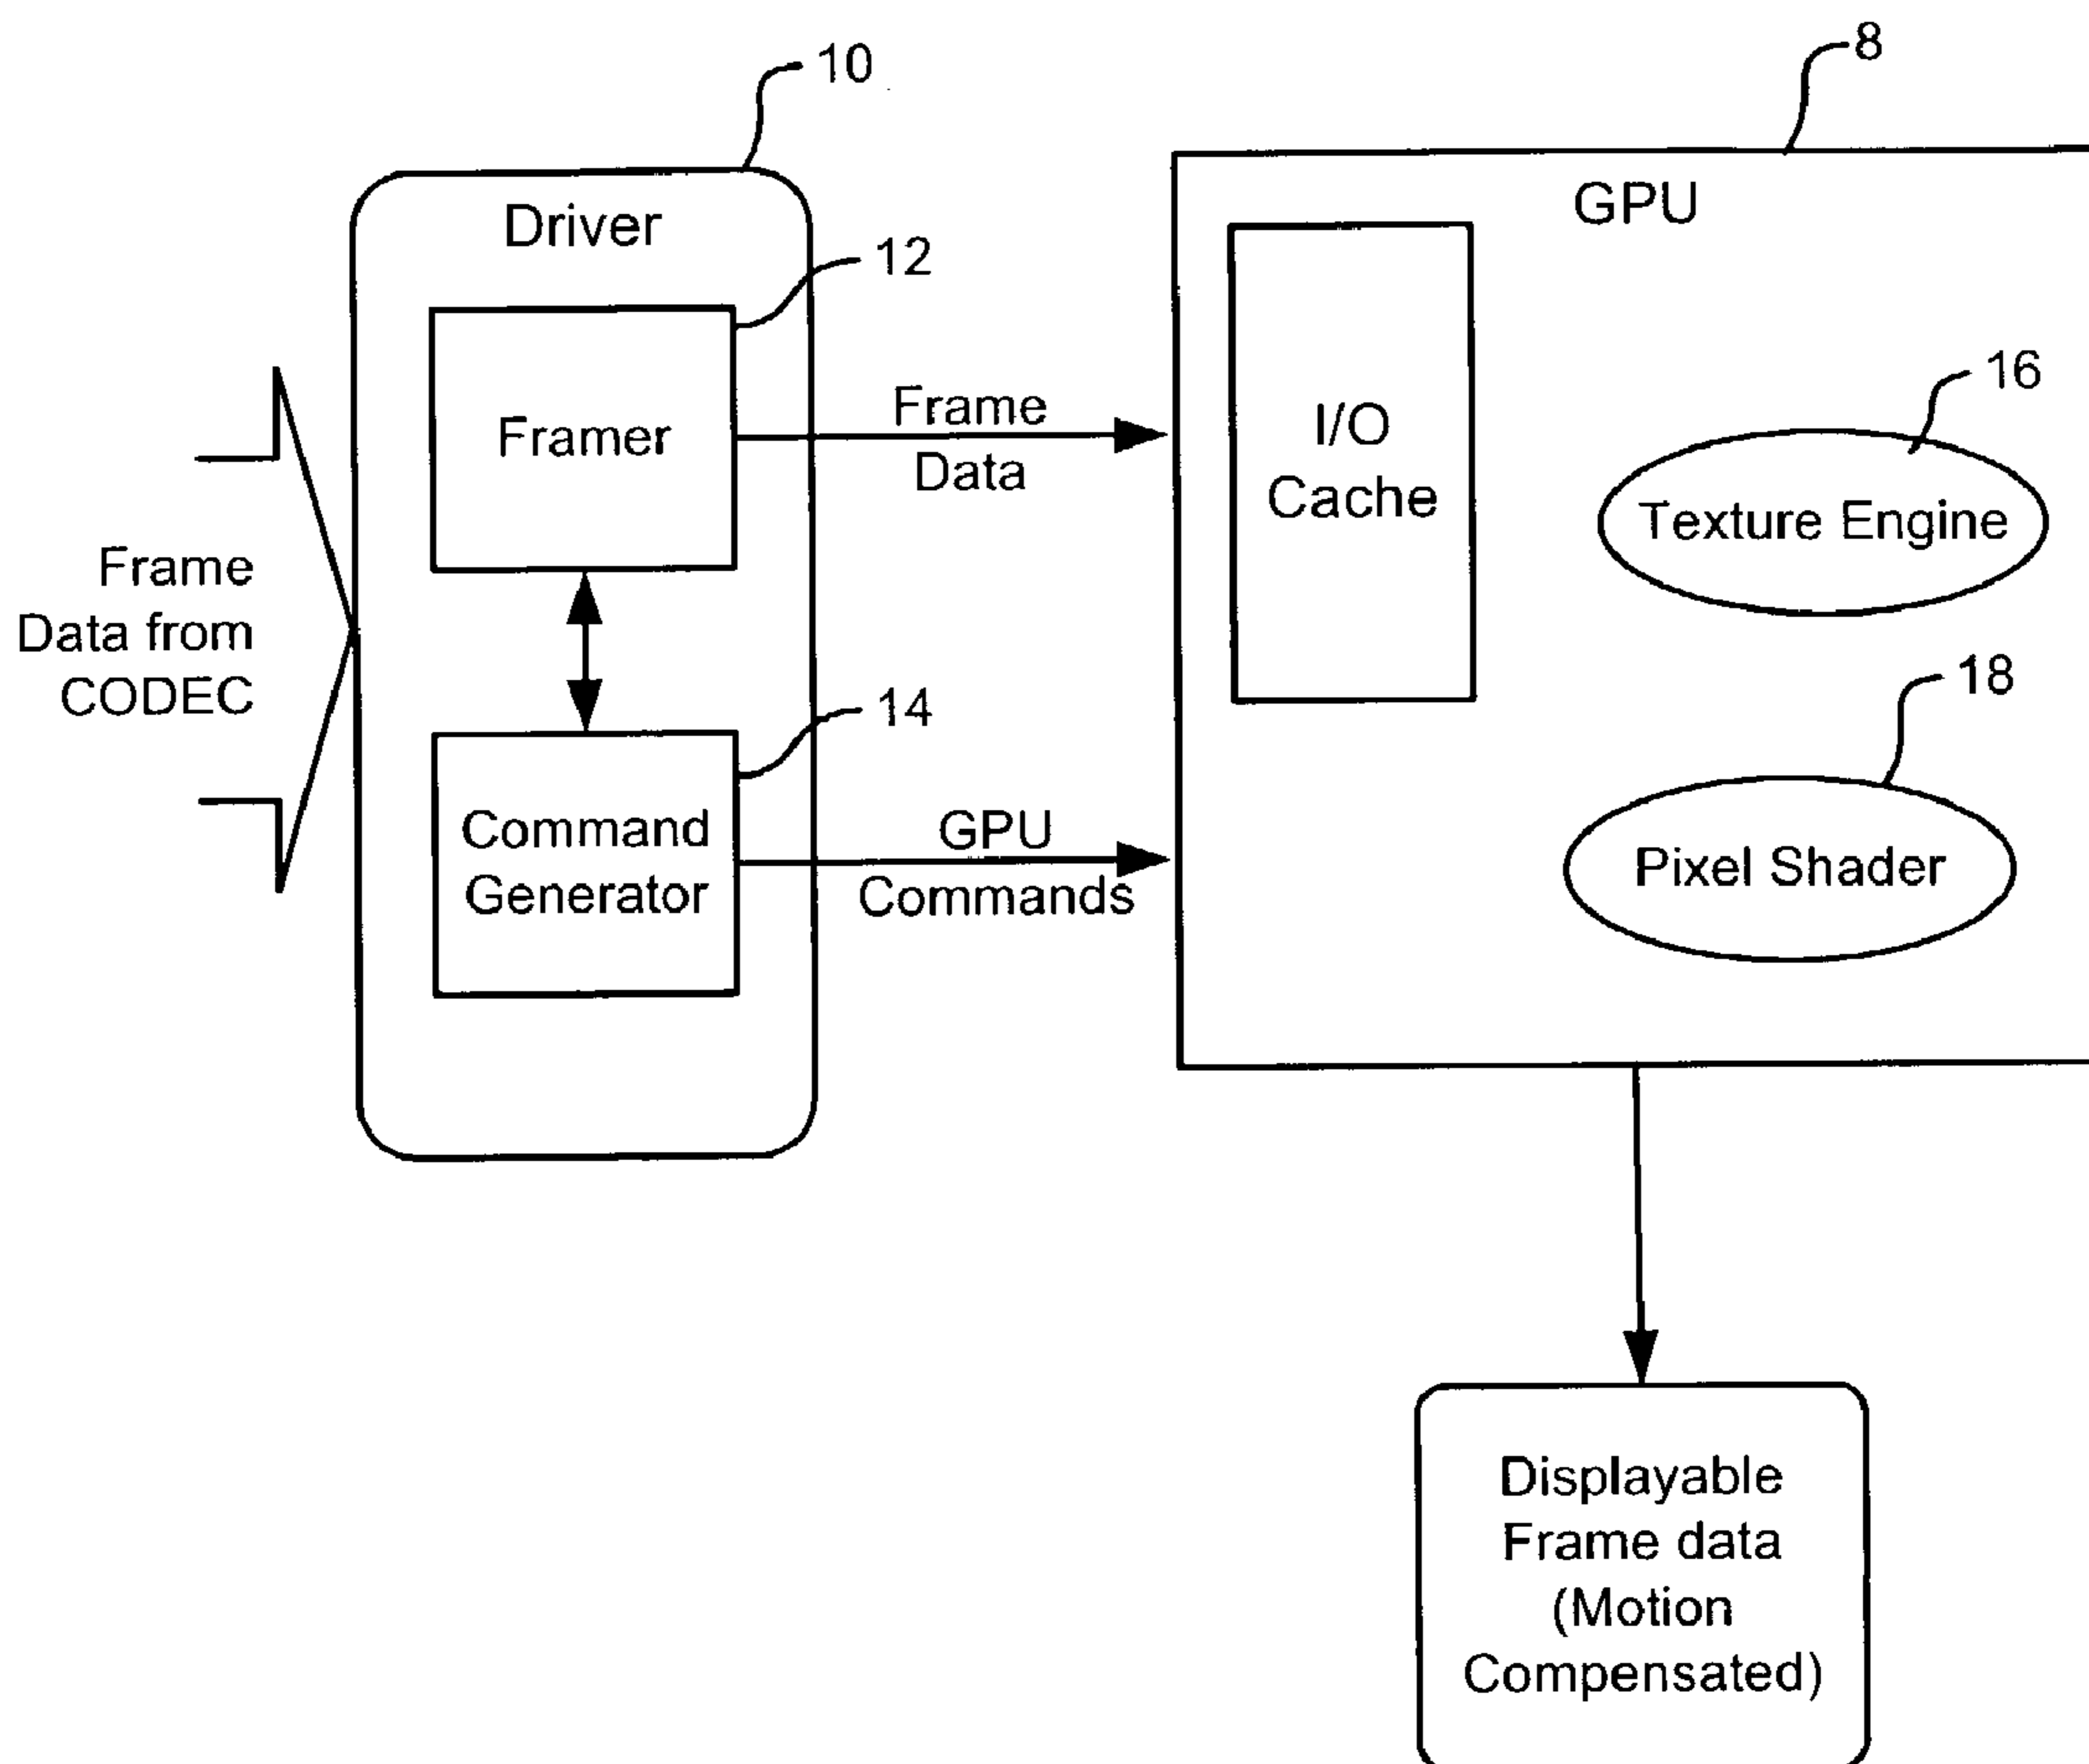 10
8
Driver
GPU
12
Framer
Frame
Data
I/O
Cache
16
Texture Engine
Frame
Data from
CODEC
14
18
Command
Generator
GPU
Commands
Pixel Shader
Displayable
Frame data
(Motion
Compensated)